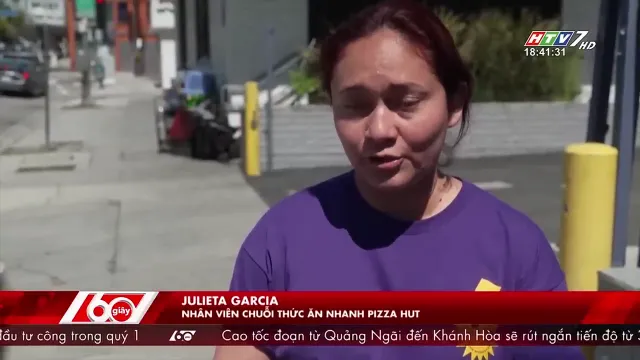 HTV7 HD
18:41:31
60 giây
JULIETA GARCIA
NHÂN VIÊN CHUỖI THỨC ĂN NHANH PIZZA HUT
đầu tư công trong quý 1 60 giây Cao tốc đoạn từ Quảng Ngãi đến Khánh Hòa sẽ rút ngắn tiến độ từ